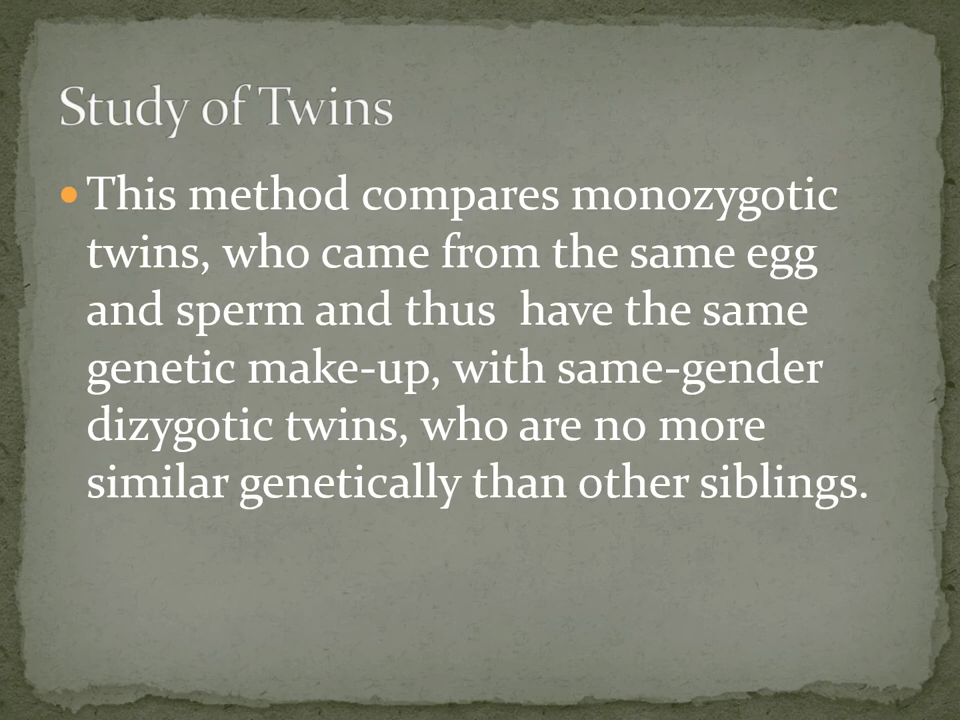 Study of Twins
• This method compares monozygotic
twins, who came from the same egg
and sperm and thus  have the same
genetic make-up, with same-gender
dizygotic twins, who are no more
similar genetically than other siblings.